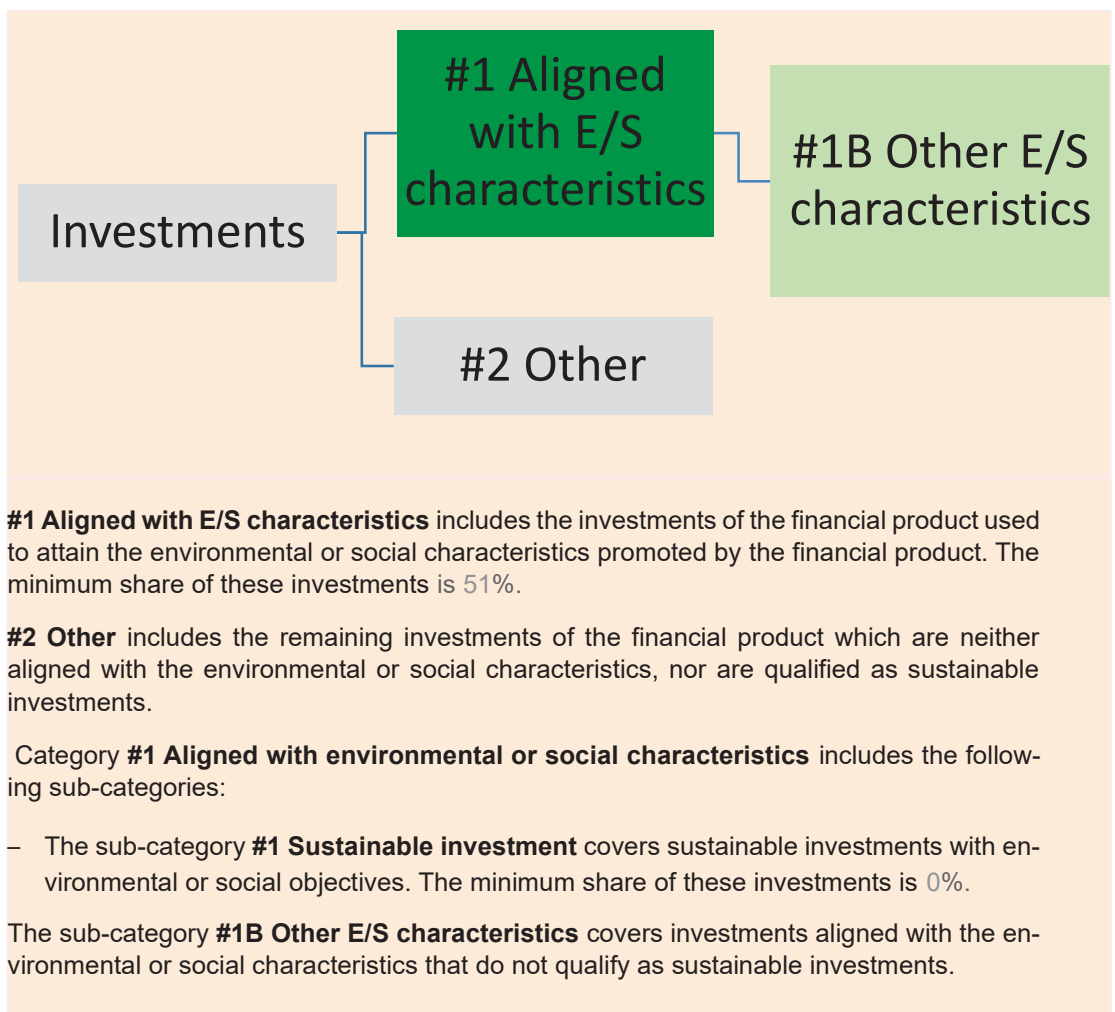 #1 Aligned
with E/S
characteristics
#1B Other E/S
characteristics
Investments
#2 Other
#1 Aligned with E/S characteristics includes the investments of the financial product used
to attain the environmental or social characteristics promoted by the financial product. The
minimum share of these investments is 51%.
#2 Other includes the remaining investments of the financial product which are neither
aligned with the environmental or social characteristics, nor are qualified as sustainable
investments.
Category #1 Aligned with environmental or social characteristics includes the follow-
ing sub-categories:
– The sub-category #1 Sustainable investment covers sustainable investments with en-
vironmental or social objectives. The minimum share of these investments is 0%.
The sub-category #1B Other E/S characteristics covers investments aligned with the en-
vironmental or social characteristics that do not qualify as sustainable investments.